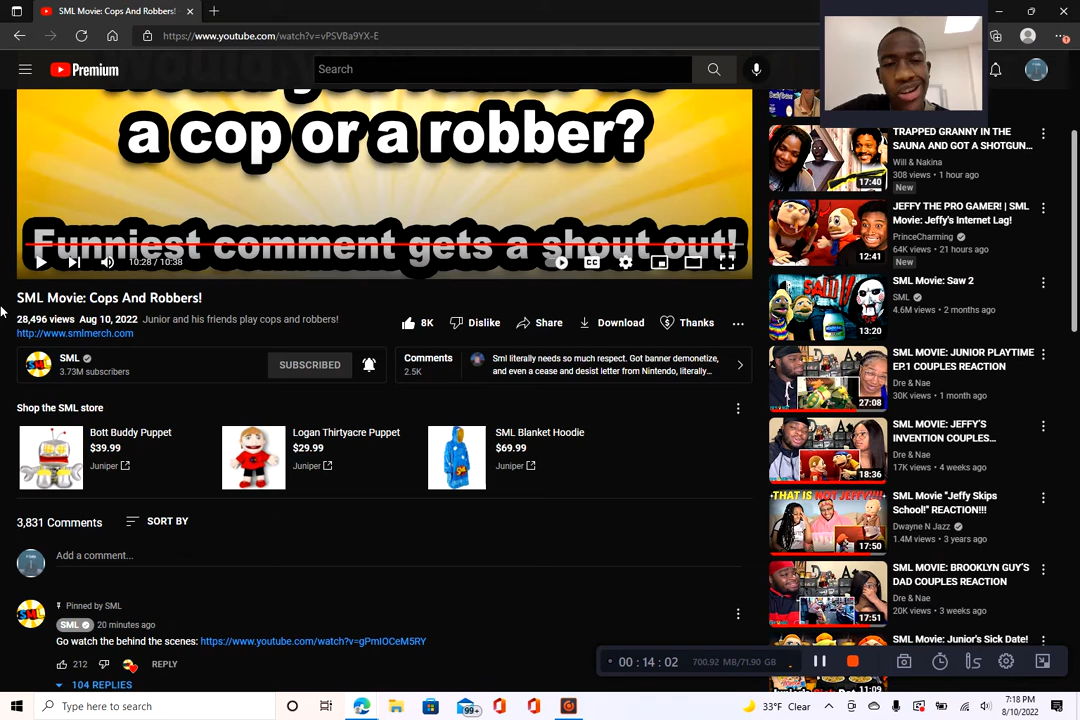 SML Movie: Cops And Robbers!
https://www.youtube.com/watch?v=vPSVBa9YX-E
Premium
Search
a cop or a robber?
Funniest comment gets a shout out!
10:28 / 10:38
SML Movie: Cops And Robbers!
28,496 views Aug 10, 2022 Junior and his friends play cops and robbers!
http://www.smlmerch.com
8K
Dislike
Share
Download
Thanks
SML
3.73M subscribers
SUBSCRIBED
Comments
2.5K
Sml literally needs so much respect. Got banner demonetize,
and even a cease and desist letter from Nintendo, literally...
Shop the SML store
Bott Buddy Puppet
$39.99
Juniper
Logan Thirtyacre Puppet
$29.99
Juniper
SML Blanket Hoodie
$69.99
Juniper
3,831 Comments
SORT BY
Add a comment...
Pinned by SML
SML 20 minutes ago
Go watch the behind the scenes: https://www.youtube.com/watch?v=gPmIOCeM5RY
212
REPLY
104 REPLIES
TRAPPED GRANNY IN THE
SAUNA AND GOT A SHOTGUN...
Will & Nakina
308 views • 1 hour ago
New
17:40
JEFFY THE PRO GAMER! | SML
Movie: Jeffy's Internet Lag!
PrinceCharming
64K views • 21 hours ago
New
12:41
SML Movie: Saw 2
SML
4.6M views • 2 months ago
13:20
SML MOVIE: JUNIOR PLAYTIME
EP.1 COUPLES REACTION
Dre & Nae
30K views • 1 month ago
27:08
SML MOVIE: JEFFY'S
INVENTION COUPLES...
Dre & Nae
17K views • 4 weeks ago
18:36
THAT IS NOT JEFFY!!!!
SML Movie "Jeffy Skips
School!" REACTION!!!
Dwayne N Jazz
1.4M views • 3 years ago
17:50
SML MOVIE: BROOKLYN GUY'S
DAD COUPLES REACTION
Dre & Nae
20K views • 3 weeks ago
17:51
SML Movie: Junior's Sick Date!
11:09
00:14:02
700.92 MB/71.90 GB
Type here to search
99+
33°F Clear
7:18 PM
8/10/2022